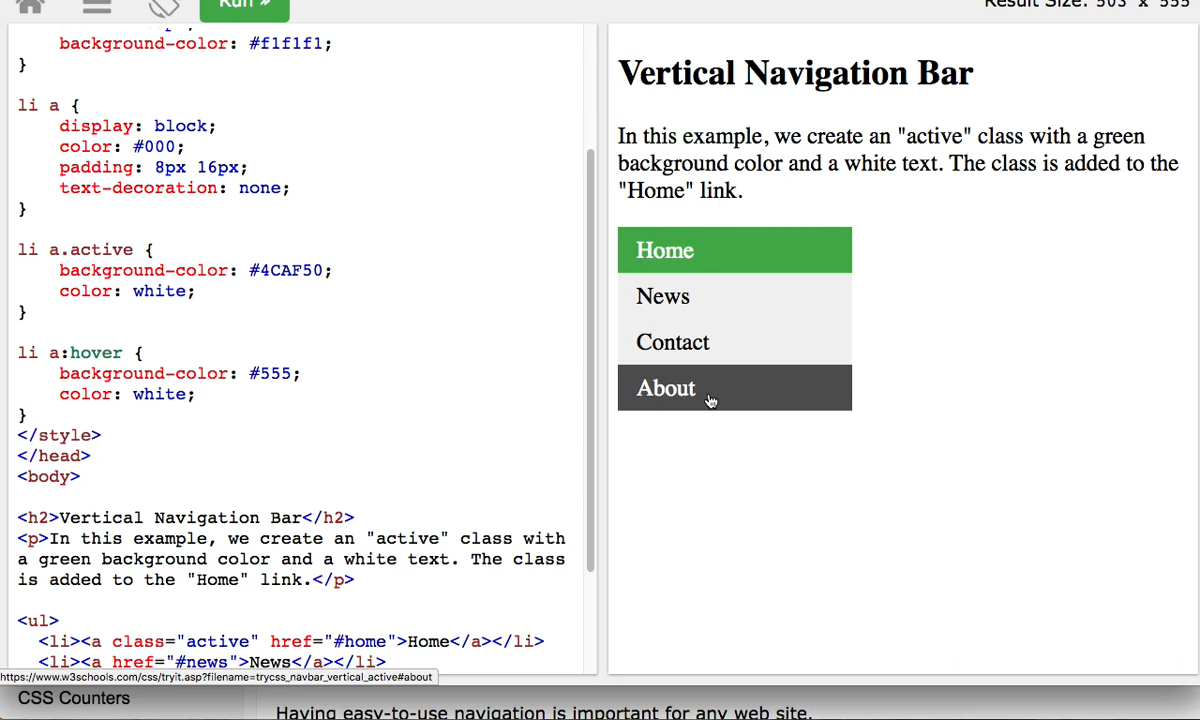 Run »
Result Size: 503 x 555
background-color: #f1f1f1;
}
li a {
display: block;
color: #000;
padding: 8px 16px;
text-decoration: none;
}
li a.active {
background-color: #4CAF50;
color: white;
}
li a:hover {
background-color: #555;
color: white;
}
</style>
</head>
<body>
<h2>Vertical Navigation Bar</h2>
<p>In this example, we create an "active" class with
a green background color and a white text. The class
is added to the "Home" link.</p>
<ul>
<li><a class="active" href="#home">Home</a></li>
<li><a href="#news">News</a></li>
Vertical Navigation Bar
In this example, we create an "active" class with a green
background color and a white text. The class is added to the
"Home" link.
Home
News
Contact
About
https://www.w3schools.com/css/tryit.asp?filename=trycss_navbar_vertical_active#about
CSS Counters
Having easy-to-use navigation is important for any web site.